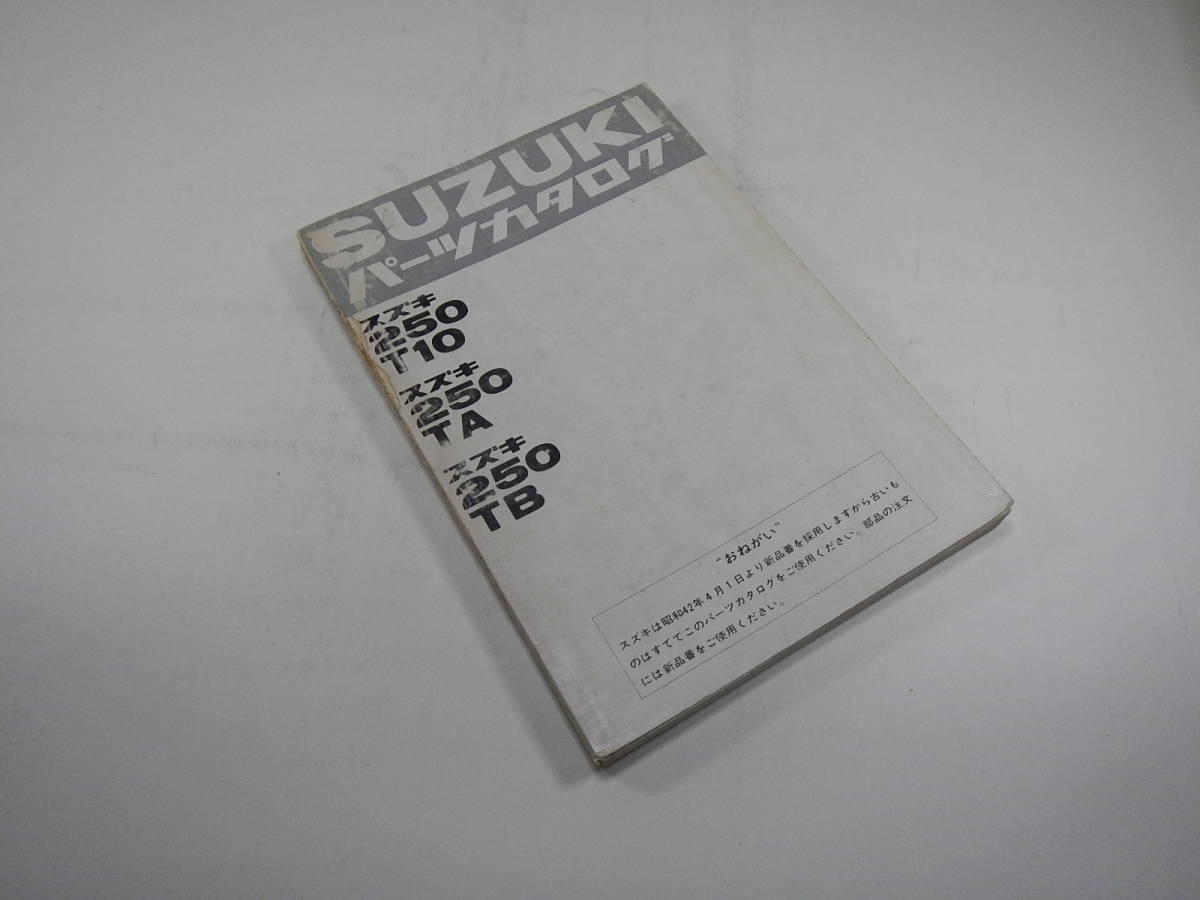 SUZUKI
パーツカタログ
スズキ
250
T10
スズキ
250
TA
スズキ
250
TB
"おねがい"
スズキは昭和42年4月1日より新品番を採用しますから古いも
のはすててこのパーツカタログをご使用ください。部品の注文
には新品番をご使用ください。